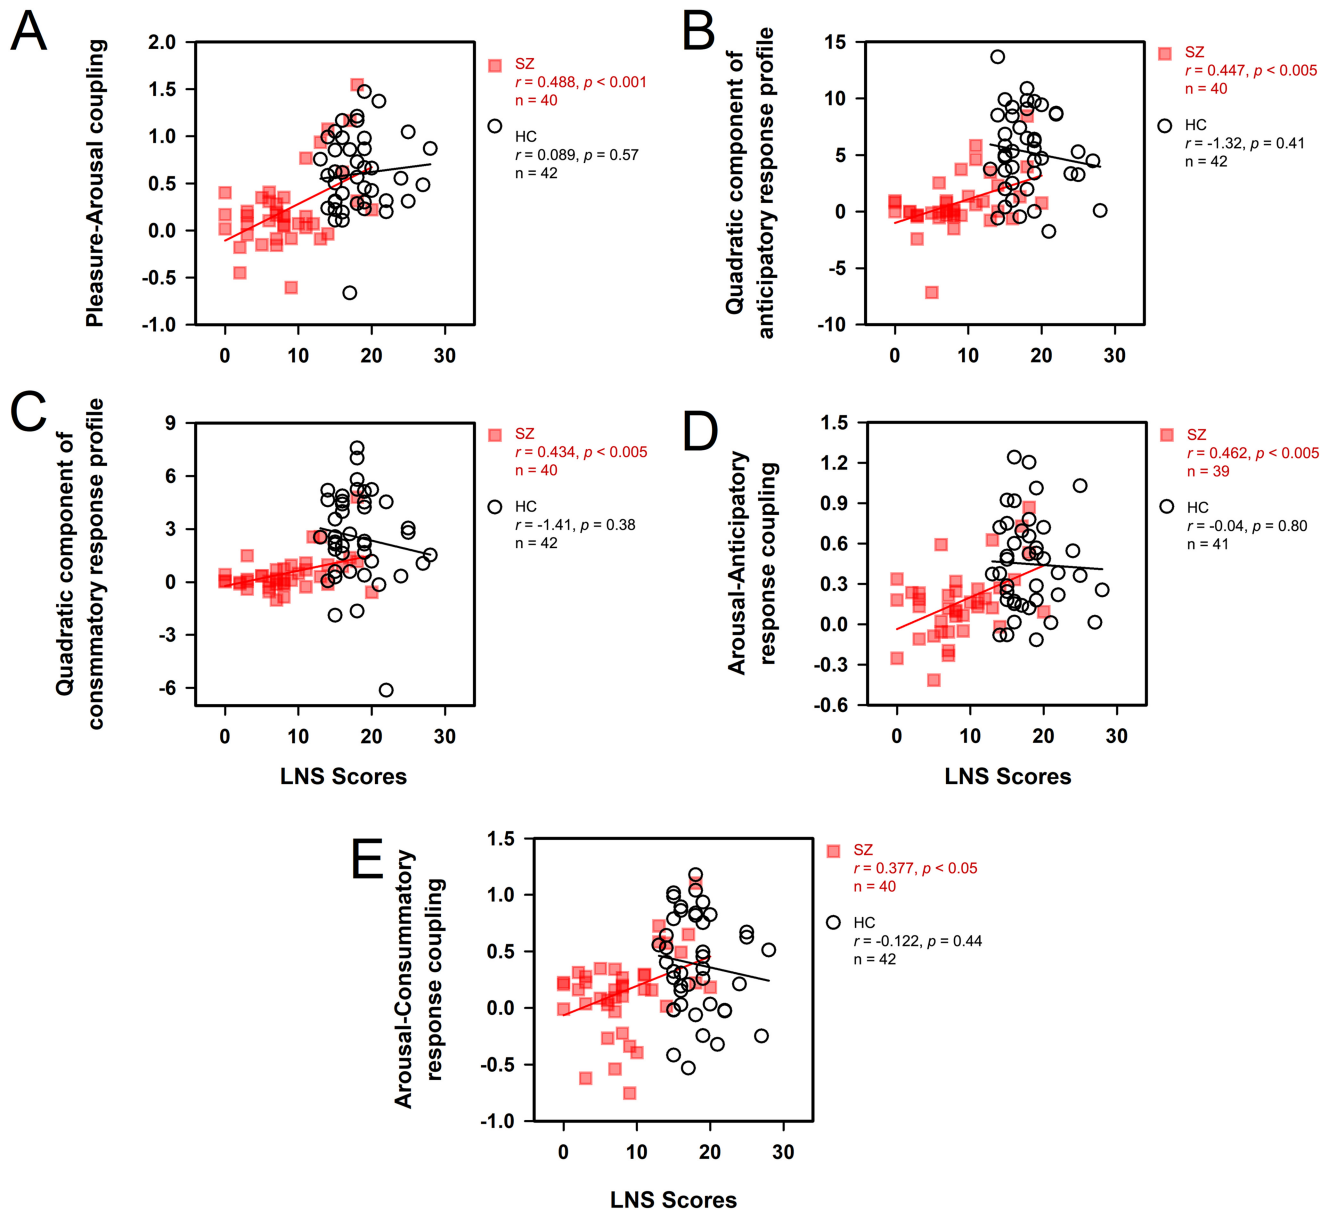 A
Pleasure-Arousal coupling
2.0
1.5
1.0
0.5
0.0
-0.5
-1.0
0
10
20
30
SZ
r = 0.488, p < 0.001
n = 40
HC
r = 0.089, p = 0.57
n = 42
B
Quadratic component of
anticipatory response profile
15
10
5
0
-5
-10
0
10
20
30
SZ
r = 0.447, p < 0.005
n = 40
HC
r = -1.32, p = 0.41
n = 42
C
Quadratic component of
consmmatory response profile
9
6
3
0
-3
-6
0
10
20
30
LNS Scores
SZ
r = 0.434, p < 0.005
n = 40
HC
r = -1.41, p = 0.38
n = 42
D
Arousal-Anticipatory
response coupling
1.5
1.2
0.9
0.6
0.3
0.0
-0.3
-0.6
0
10
20
30
LNS Scores
SZ
r = 0.462, p < 0.005
n = 39
HC
r = -0.04, p = 0.80
n = 41
E
Arousal-Consummatory
response coupling
1.5
1.0
0.5
0.0
-0.5
-1.0
0
10
20
30
LNS Scores
SZ
r = 0.377, p < 0.05
n = 40
HC
r = -0.122, p = 0.44
n = 42